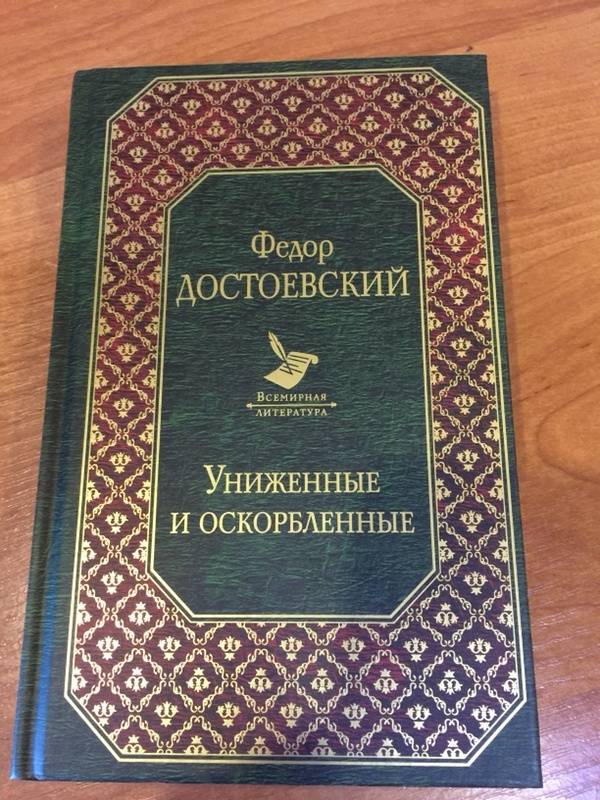 Федор
ДОСТОЕВСКИЙ
ВСЕМИРНАЯ
ЛИТЕРАТУРА
УНИЖЕННЫЕ
И ОСКОРБЛЕННЫЕ